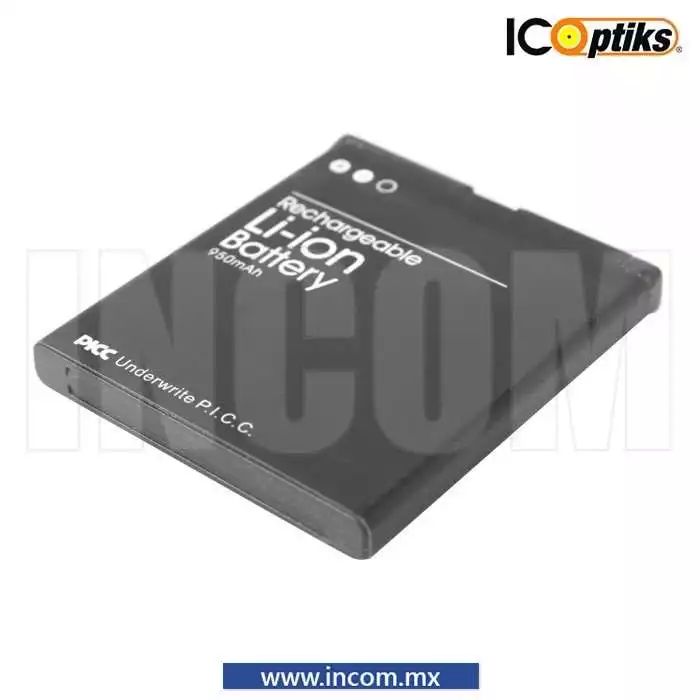 ICOptiks®
Rechargeable
Li-ion
Battery
950mAh
PICC Underwrite P.I.C.C.
INCOM
www.incom.mx